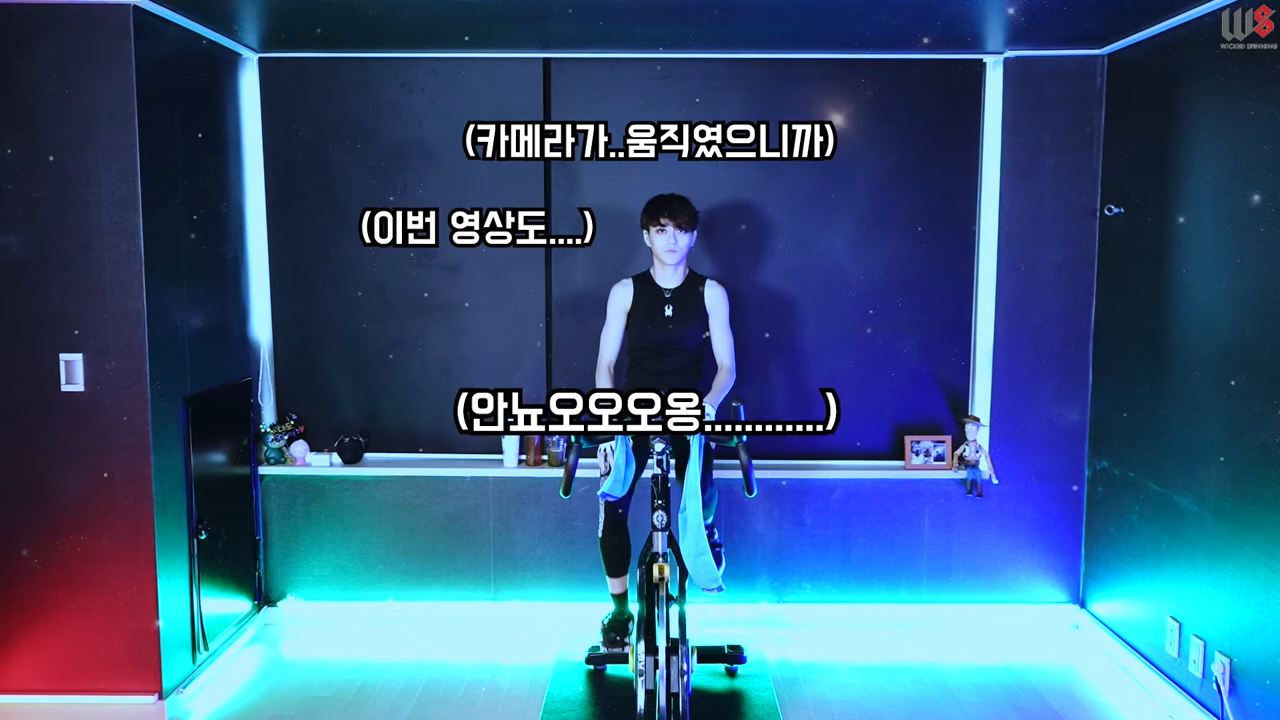 WS
WICKED SPINNING
(카메라가..움직였으니까)
(이번 영상도....)
(안뇨오오오옹............)